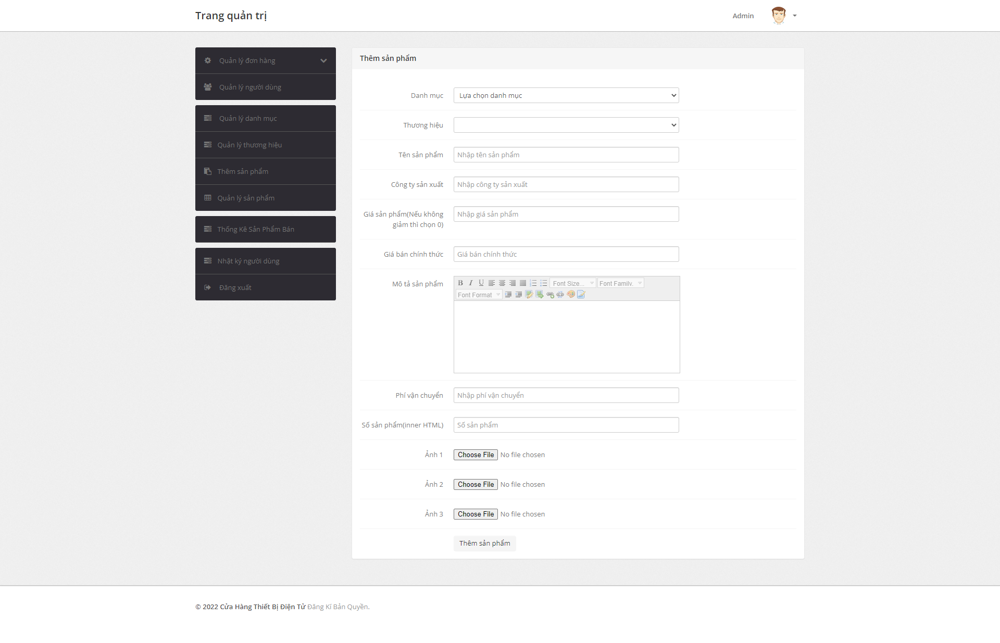 Trang quản trị
Admin
Quản lý đơn hàng
Quản lý người dùng
Quản lý danh mục
Quản lý thương hiệu
Thêm sản phẩm
Quản lý sản phẩm
Thống Kê Sản Phẩm Bán
Nhật ký người dùng
Đăng xuất
Thêm sản phẩm
Danh mục Lựa chọn danh mục
Thương hiệu
Tên sản phẩm Nhập tên sản phẩm
Công ty sản xuất Nhập công ty sản xuất
Giá sản phẩm(Nếu không Nhập giá sản phẩm
giảm thì chọn 0)
Giá bán chính thức Giá bán chính thức
Mô tả sản phẩm B I U Font Size... Font Family.
Font Format
Phí vận chuyển Nhập phí vận chuyển
Số sản phẩm(inner HTML) Số sản phẩm
Ảnh 1 Choose File No file chosen
Ảnh 2 Choose File No file chosen
Ảnh 3 Choose File No file chosen
Thêm sản phẩm
© 2022 Cửa Hàng Thiết Bị Điện Tử Đăng Kí Bản Quyền.